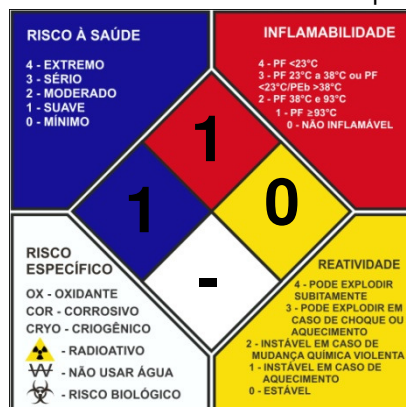 RISCO À SAÚDE
4 - EXTREMO
3 - SÉRIO
2 - MODERADO
1 - SUAVE
0 - MÍNIMO
INFLAMABILIDADE
4 - PF <23°C
3 - PF 23°C a 38°C ou PF
<23°C/PEb >38°C
2 - PF 38°C e 93°C
1 - PF ≥93°C
0 - NÃO INFLAMÁVEL
1
1
0
-
RISCO
ESPECÍFICO
OX - OXIDANTE
COR - CORROSIVO
CRYO - CRIOGÊNICO
- RADIOATIVO
W - NÃO USAR ÁGUA
- RISCO BIOLÓGICO
REATIVIDADE
4 - PODE EXPLODIR
SUBITAMENTE
3 - PODE EXPLODIR EM
CASO DE CHOQUE OU
AQUECIMENTO
2 - INSTÁVEL EM CASO DE
MUDANÇA QUÍMICA VIOLENTA
1 - INSTÁVEL EM CASO DE
AQUECIMENTO
0 - ESTÁVEL